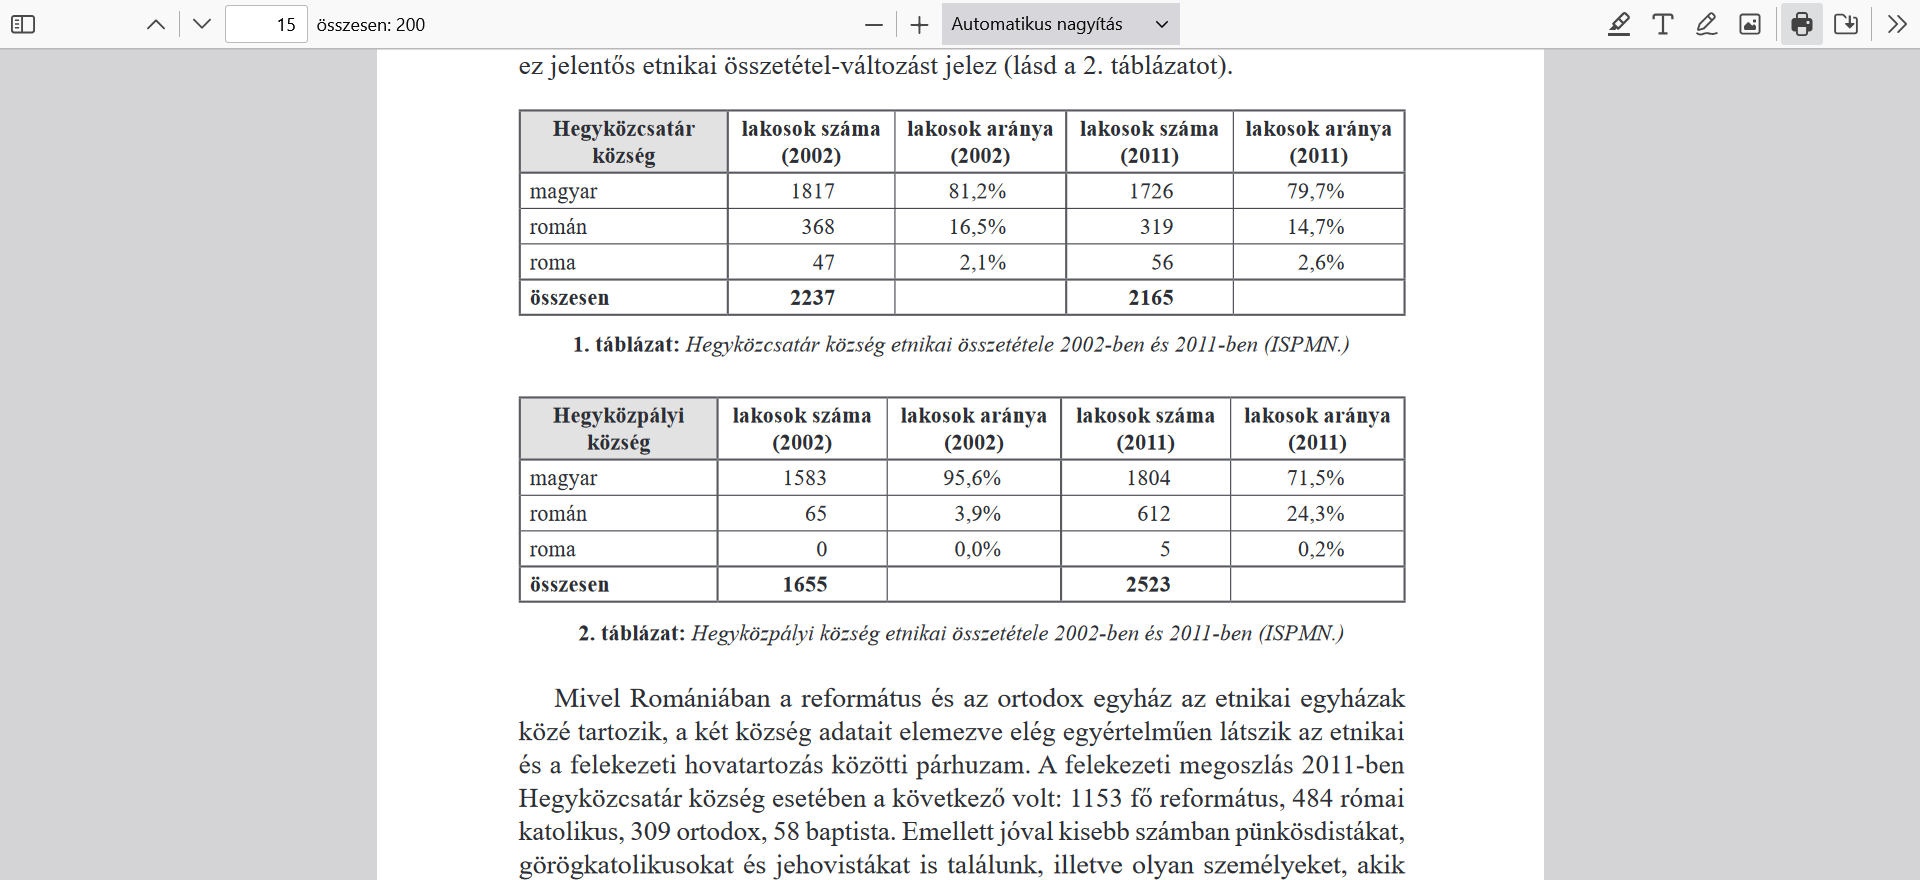 15 összesen: 200 Automatikus nagyítás
ez jelentős etnikai összetétel-változást jelez (lásd a 2. táblázatot).
Hegyközcsatár község lakosok száma (2002) lakosok aránya (2002) lakosok száma (2011) lakosok aránya (2011)
magyar 1817 81,2% 1726 79,7%
román 368 16,5% 319 14,7%
roma 47 2,1% 56 2,6%
összesen 2237 2165
1. táblázat: Hegyközcsatár község etnikai összetétele 2002-ben és 2011-ben (ISPMN.)
Hegyközpályi község lakosok száma (2002) lakosok aránya (2002) lakosok száma (2011) lakosok aránya (2011)
magyar 1583 95,6% 1804 71,5%
román 65 3,9% 612 24,3%
roma 0 0,0% 5 0,2%
összesen 1655 2523
2. táblázat: Hegyközpályi község etnikai összetétele 2002-ben és 2011-ben (ISPMN.)
Mivel Romániában a református és az ortodox egyház az etnikai egyházak
közé tartozik, a két község adatait elemezve elég egyértelműen látszik az etnikai
és a felekezeti hovatartozás közötti párhuzam. A felekezeti megoszlás 2011-ben
Hegyközcsatár község esetében a következő volt: 1153 fő református, 484 római
katolikus, 309 ortodox, 58 baptista. Emellett jóval kisebb számban pünkösdistákat,
görögkatolikusokat és jehovistákat is találunk, illetve olyan személyeket, akik